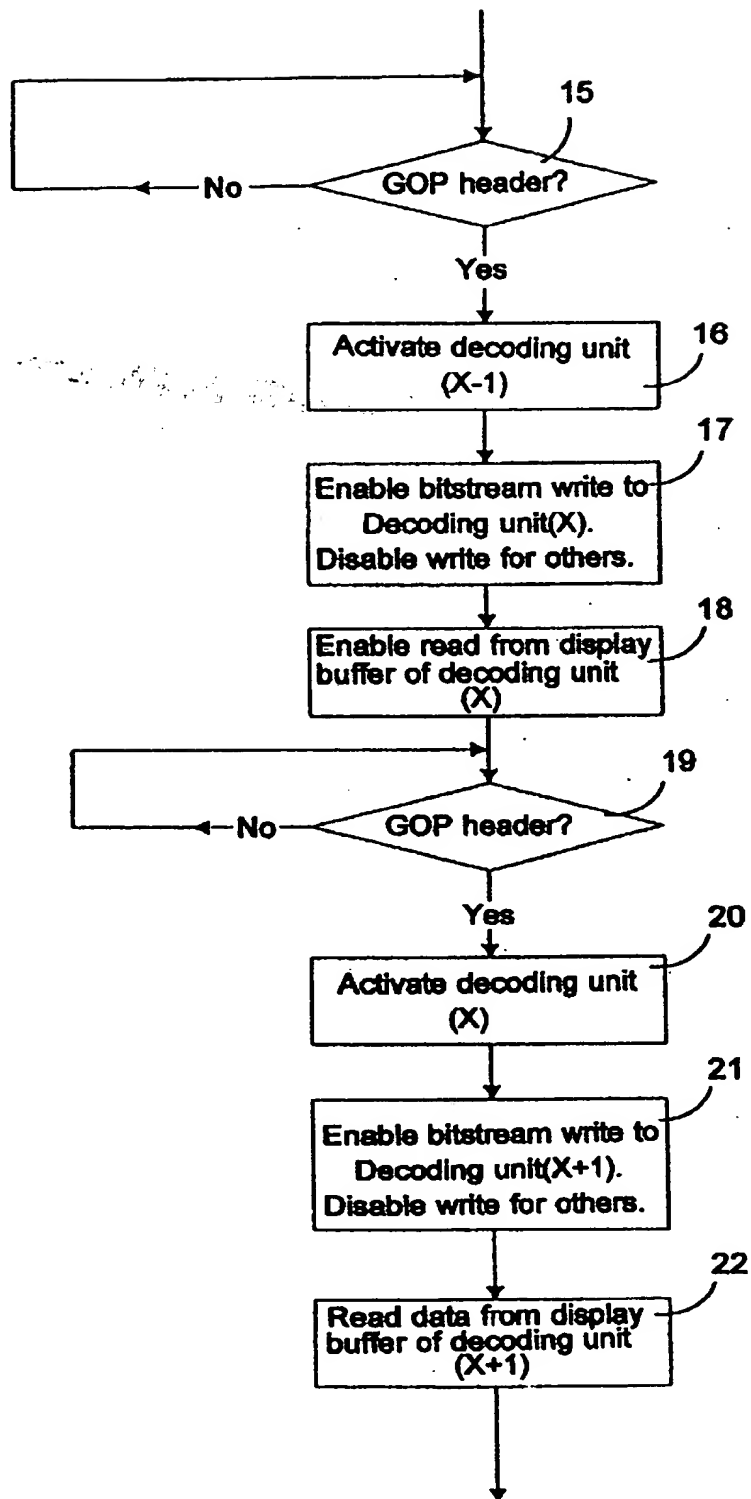 15
GOP header?
No
Yes
16
Activate decoding unit
(X-1)
17
Enable bitstream write to
Decoding unit(X).
Disable write for others.
18
Enable read from display
buffer of decoding unit
(X)
19
GOP header?
No
Yes
20
Activate decoding unit
(X)
21
Enable bitstream write to
Decoding unit(X+1).
Disable write for others.
22
Read data from display
buffer of decoding unit
(X+1)